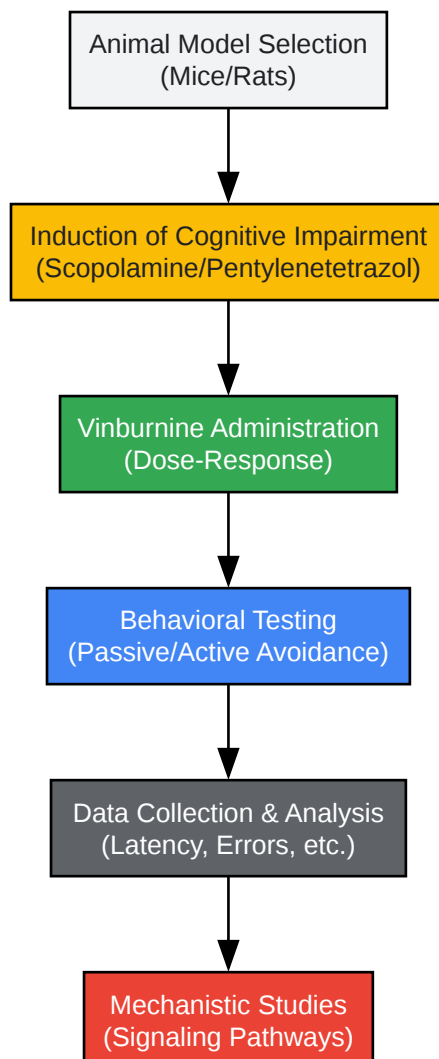 Animal Model Selection
(Mice/Rats)
Induction of Cognitive Impairment
(Scopolamine/Pentylenetetrazol)
Vinburnine Administration
(Dose-Response)
Behavioral Testing
(Passive/Active Avoidance)
Data Collection & Analysis
(Latency, Errors, etc.)
Mechanistic Studies
(Signaling Pathways)